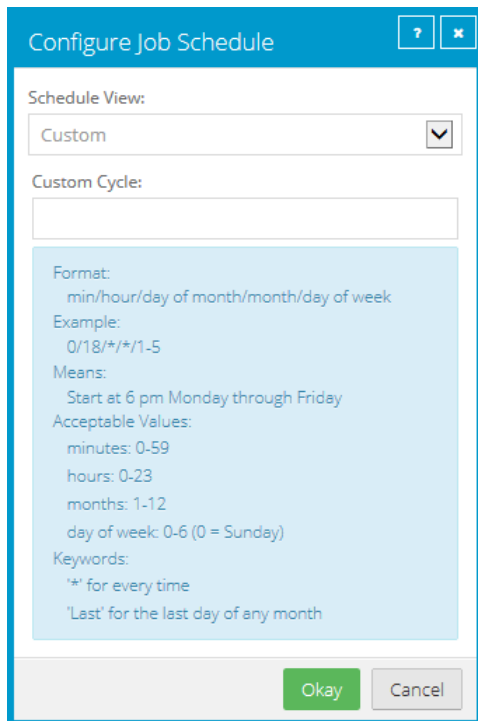 Configure Job Schedule
?
×
Schedule View:
Custom
Custom Cycle:
Format:
min/hour/day of month/month/day of week
Example:
0/18/*/*/1-5
Means:
Start at 6 pm Monday through Friday
Acceptable Values:
minutes: 0-59
hours: 0-23
months: 1-12
day of week: 0-6 (0 = Sunday)
Keywords:
'*' for every time
'Last' for the last day of any month
Okay
Cancel